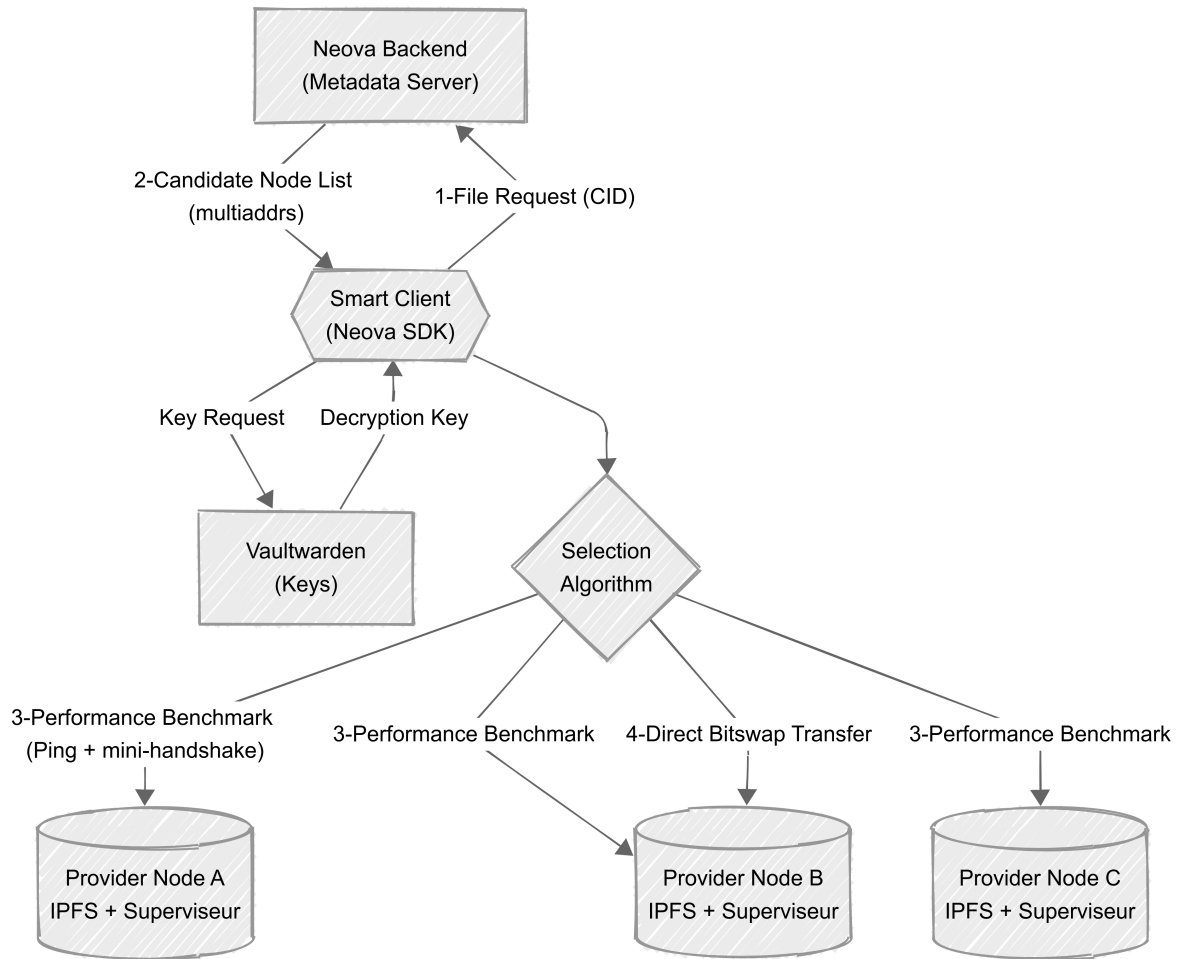 Neova Backend
(Metadata Server)
2-Candidate Node List
(multiaddrs)
1-File Request (CID)
Smart Client
(Neova SDK)
Key Request
Decryption Key
Vaultwarden
(Keys)
Selection
Algorithm
3-Performance Benchmark
(Ping + mini-handshake)
3-Performance Benchmark
4-Direct Bitswap Transfer
3-Performance Benchmark
Provider Node A
IPFS + Superviseur
Provider Node B
IPFS + Superviseur
Provider Node C
IPFS + Superviseur